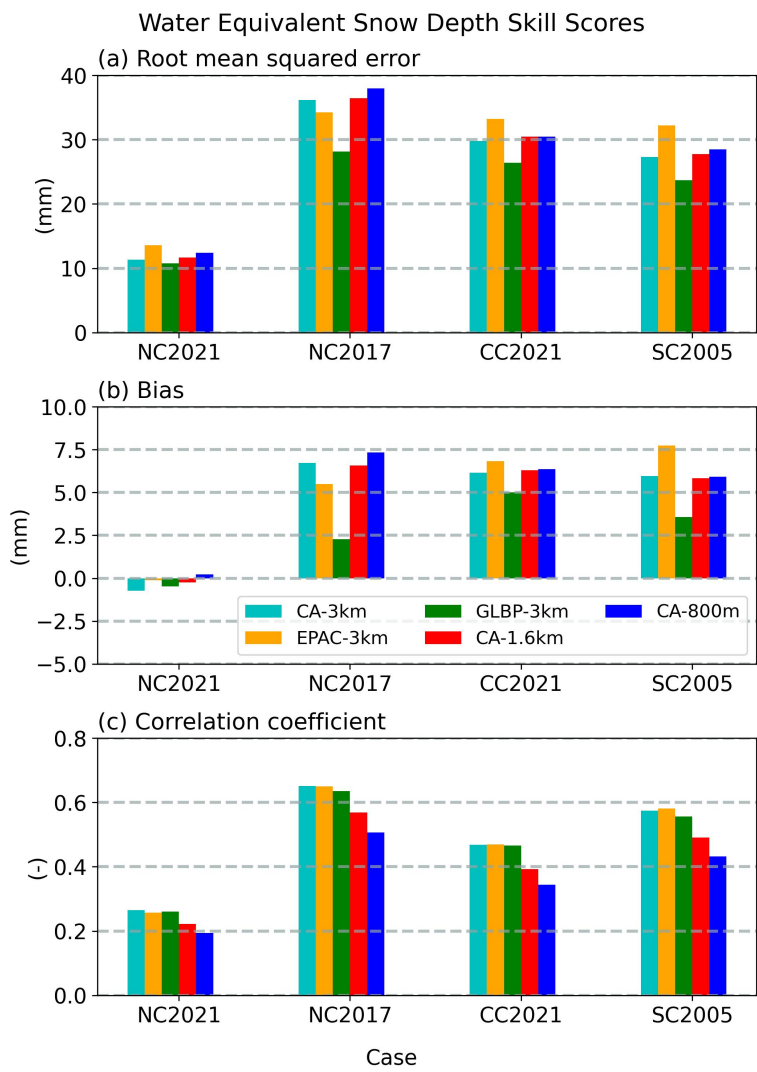 Water Equivalent Snow Depth Skill Scores
(a) Root mean squared error
40
30
20
10
0
(mm)
NC2021 NC2017 CC2021 SC2005
(b) Bias
10.0
7.5
5.0
2.5
0.0
−2.5
−5.0
(mm)
CA-3km GLBP-3km CA-800m
EPAC-3km CA-1.6km
NC2021 NC2017 CC2021 SC2005
(c) Correlation coefficient
0.8
0.6
0.4
0.2
0.0
(-)
NC2021 NC2017 CC2021 SC2005
Case